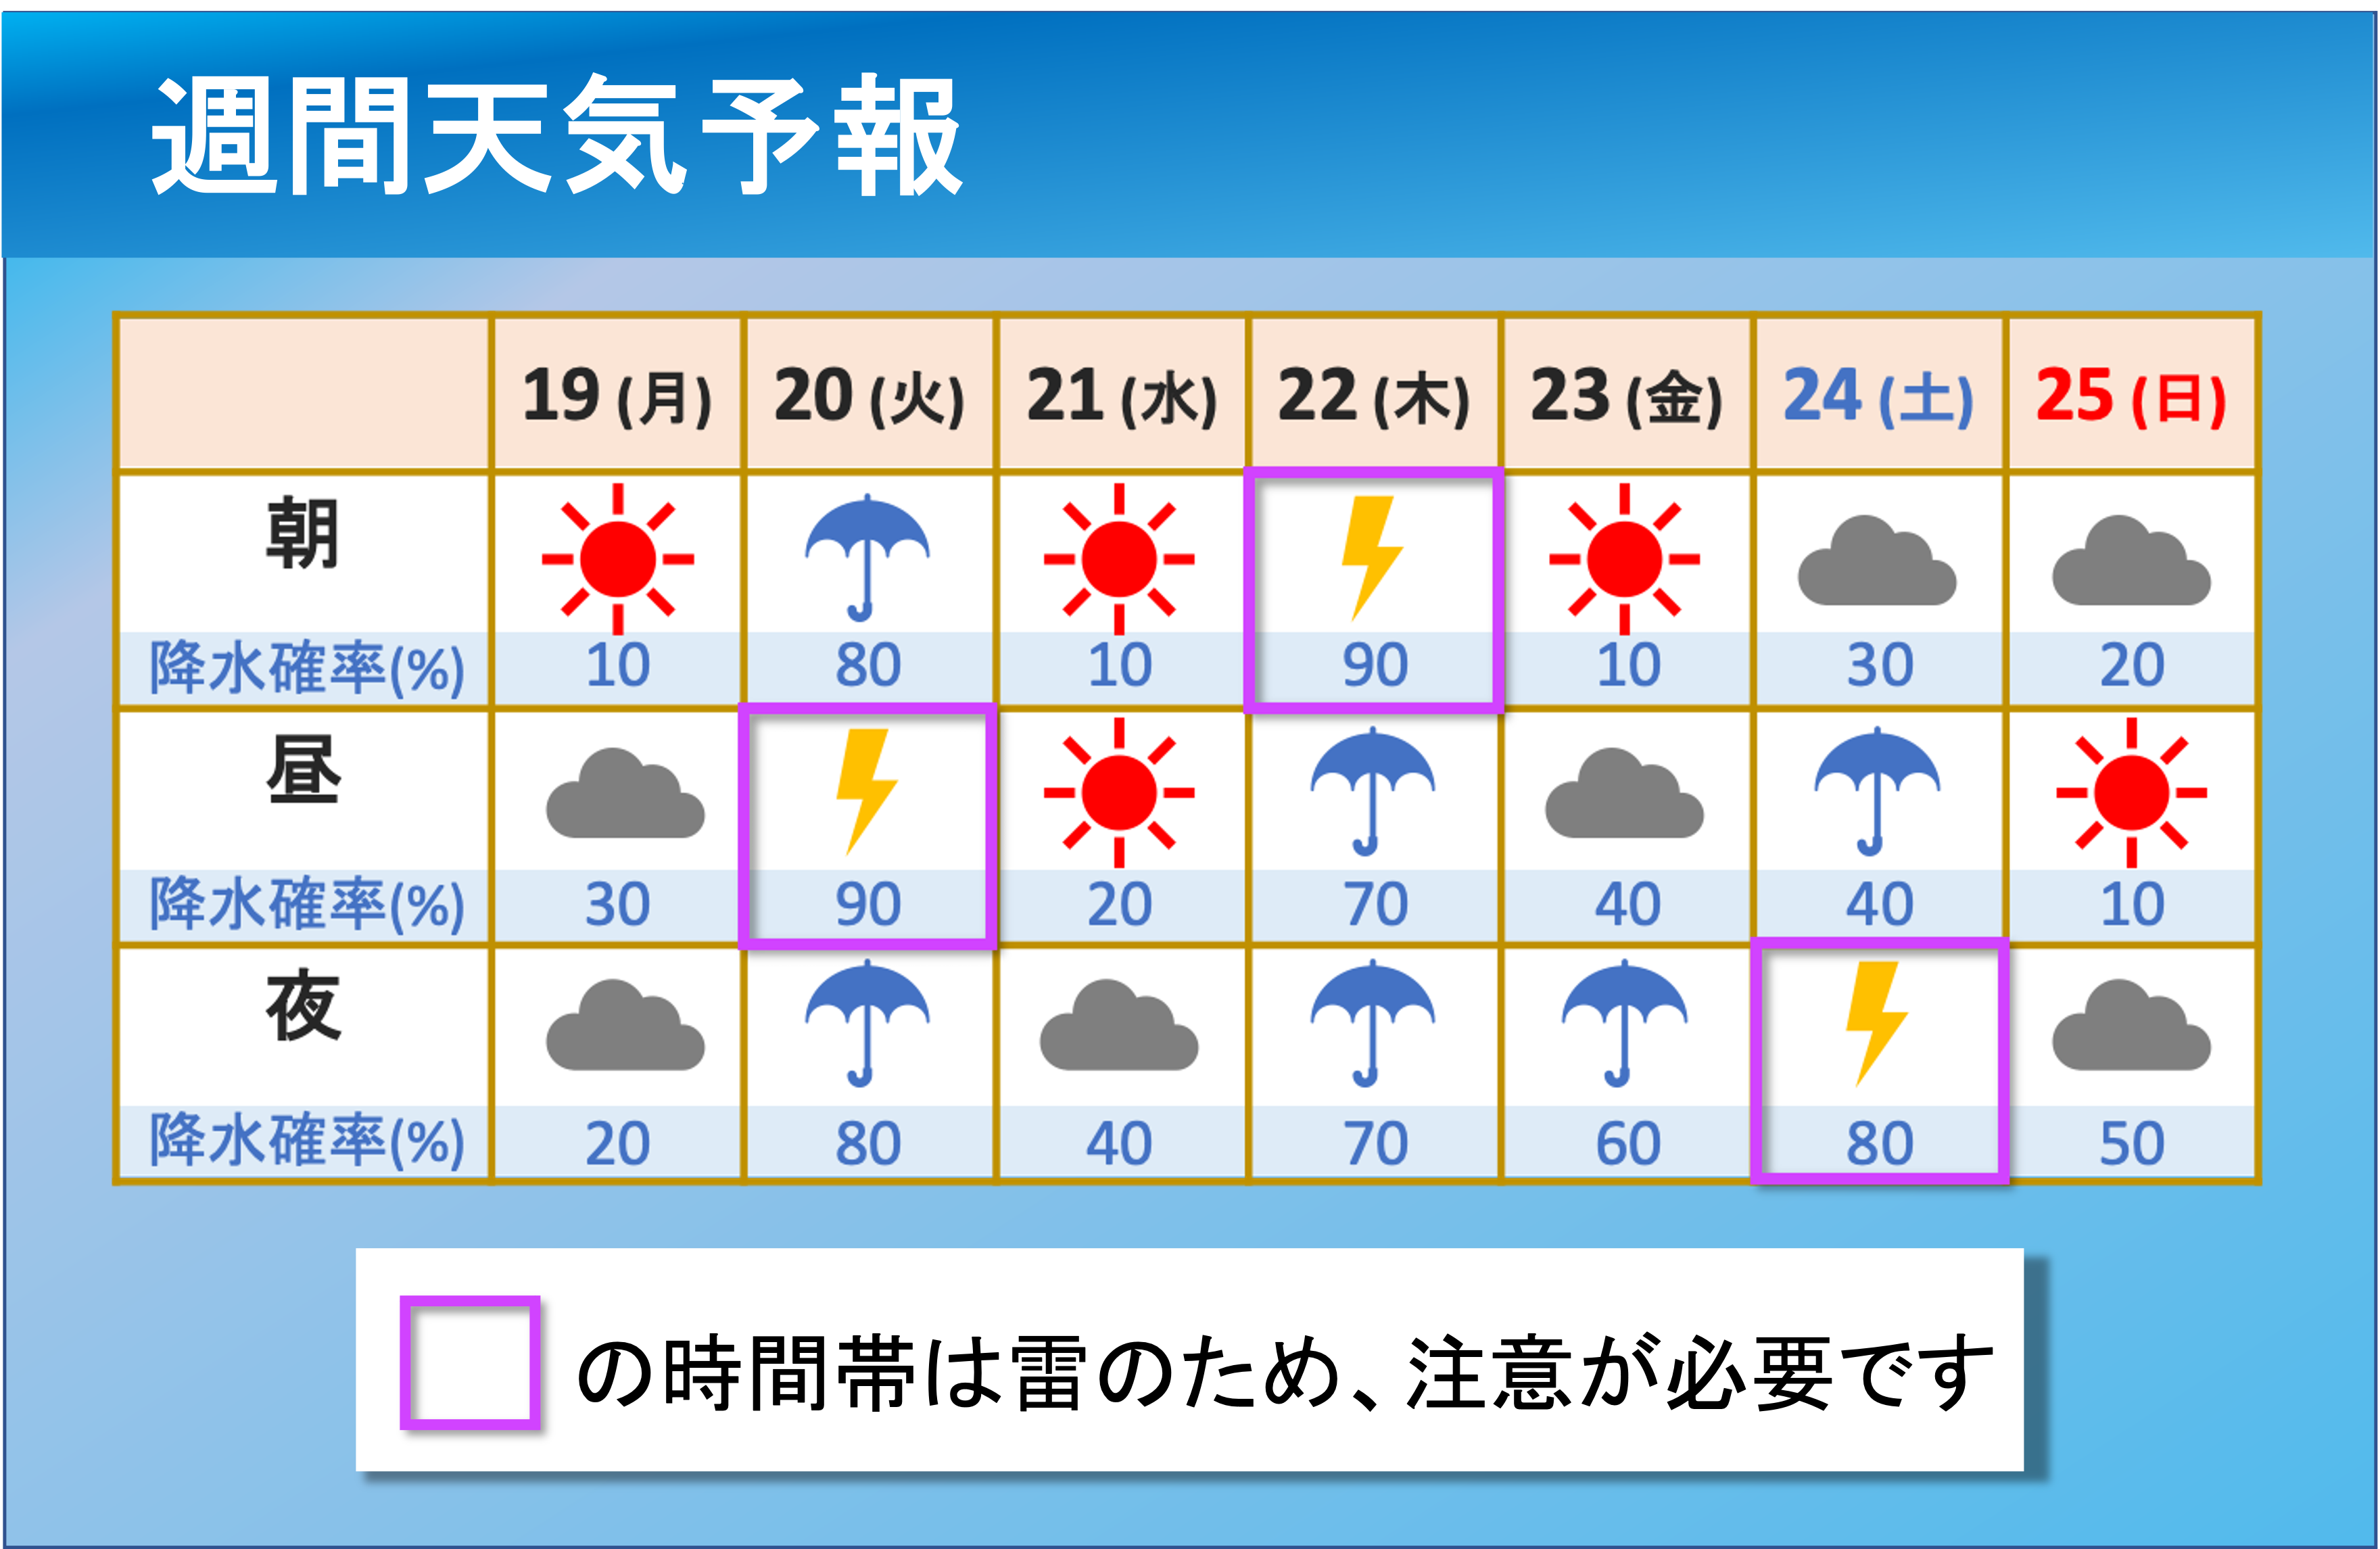 週間天気予報
19 (月) 20 (火) 21 (水) 22 (木) 23 (金) 24 (土) 25 (日)
朝
降水確率(%) 10 80 10 90 10 30 20
昼
降水確率(%) 30 90 20 70 40 40 10
夜
降水確率(%) 20 80 40 70 60 80 50
の時間帯は雷のため、注意が必要です